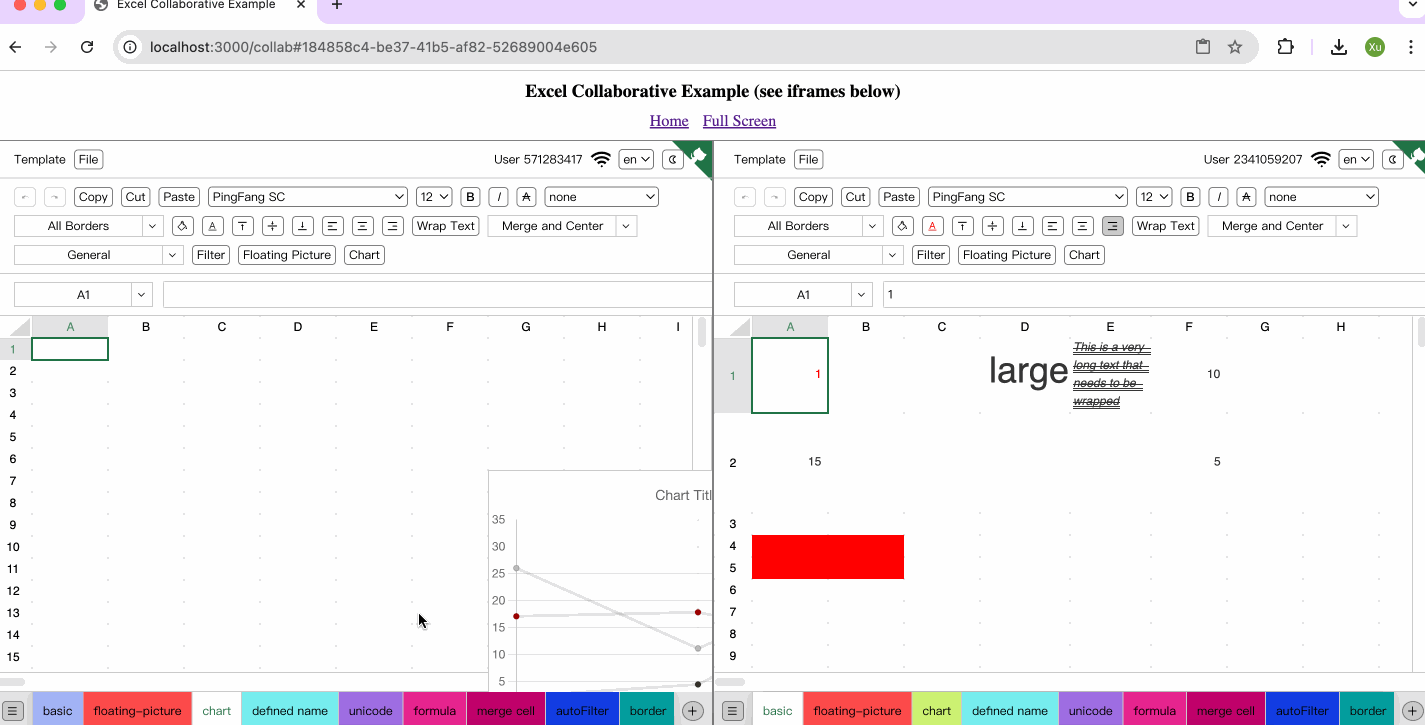 Excel Collaborative Example
localhost:3000/collab#184858c4-be37-41b5-af82-52689004e605
Xu
Excel Collaborative Example (see iframes below)
Home Full Screen
Template File User 571283417 en
Copy Cut Paste PingFang SC 12 B I A none
All Borders A Wrap Text Merge and Center
General Filter Floating Picture Chart
A1
A B C D E F G H I
1
2
3
4
5
6
7
8
9
10
11
12
13
14
15
Chart Titl
35
30
25
20
15
10
5
basic floating-picture chart defined name unicode formula merge cell autoFilter border +
Template File User 2341059207 en
Copy Cut Paste PingFang SC 12 B I A none
All Borders A Wrap Text Merge and Center
General Filter Floating Picture Chart
A1 1
A B C D E F G H
1 1 large This is a very 10
long text that
needs to be
wrapped
2 15 5
3
4
5
6
7
8
9
basic floating-picture chart defined name unicode formula merge cell autoFilter border +